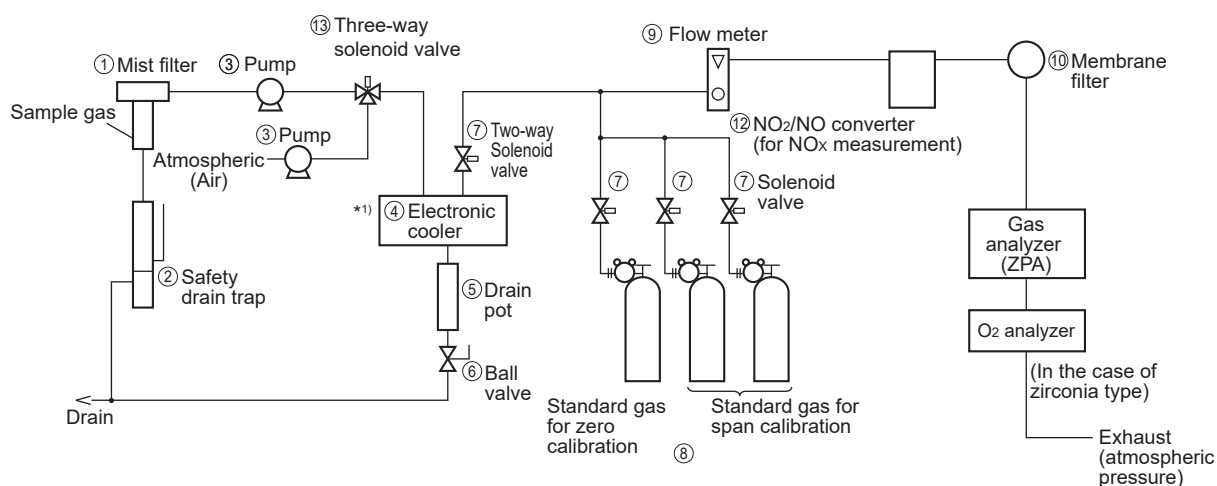 ⑬ Three-way
solenoid valve
① Mist filter
③ Pump
Sample gas
③ Pump
Atmospheric
(Air)
⑦ Two-way
Solenoid
valve
*1)
④ Electronic
cooler
② Safety
drain trap
⑤ Drain
pot
⑥ Ball
valve
Drain
⑨ Flow meter
⑩ Membrane
filter
⑫ NO2/NO converter
(for NOx measurement)
⑦
⑦
⑦ Solenoid
valve
Standard gas
for zero
calibration
Standard gas for
span calibration
⑧
Gas
analyzer
(ZPA)
O2 analyzer
(In the case of
zirconia type)
Exhaust
(atmospheric
pressure)